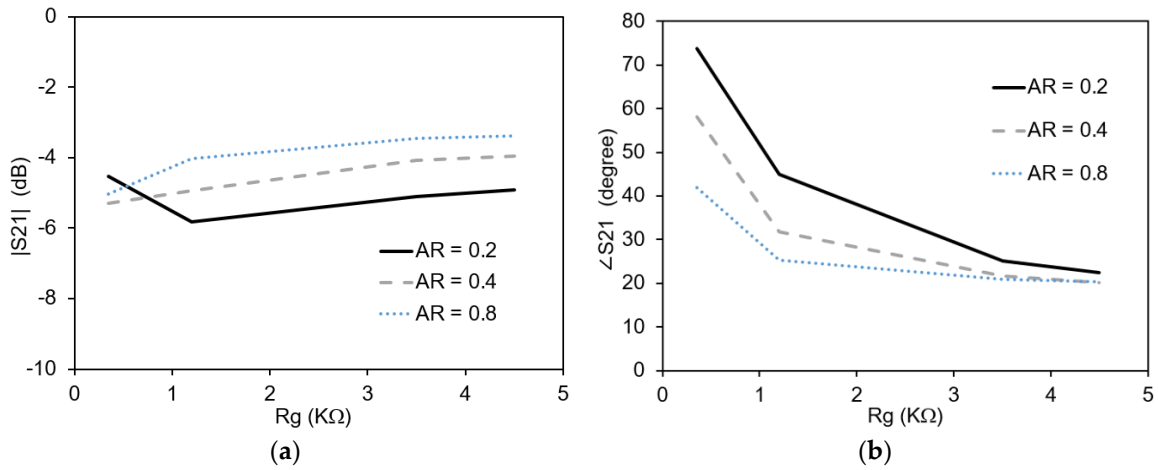 0
-2
-4
-6
-8
-10
|S21| (dB)
AR = 0.2
AR = 0.4
AR = 0.8
0 1 2 3 4 5
Rg (KΩ)
(a)
80
70
60
50
40
30
20
10
0
∠S21 (degree)
AR = 0.2
AR = 0.4
AR = 0.8
0 1 2 3 4 5
Rg (KΩ)
(b)